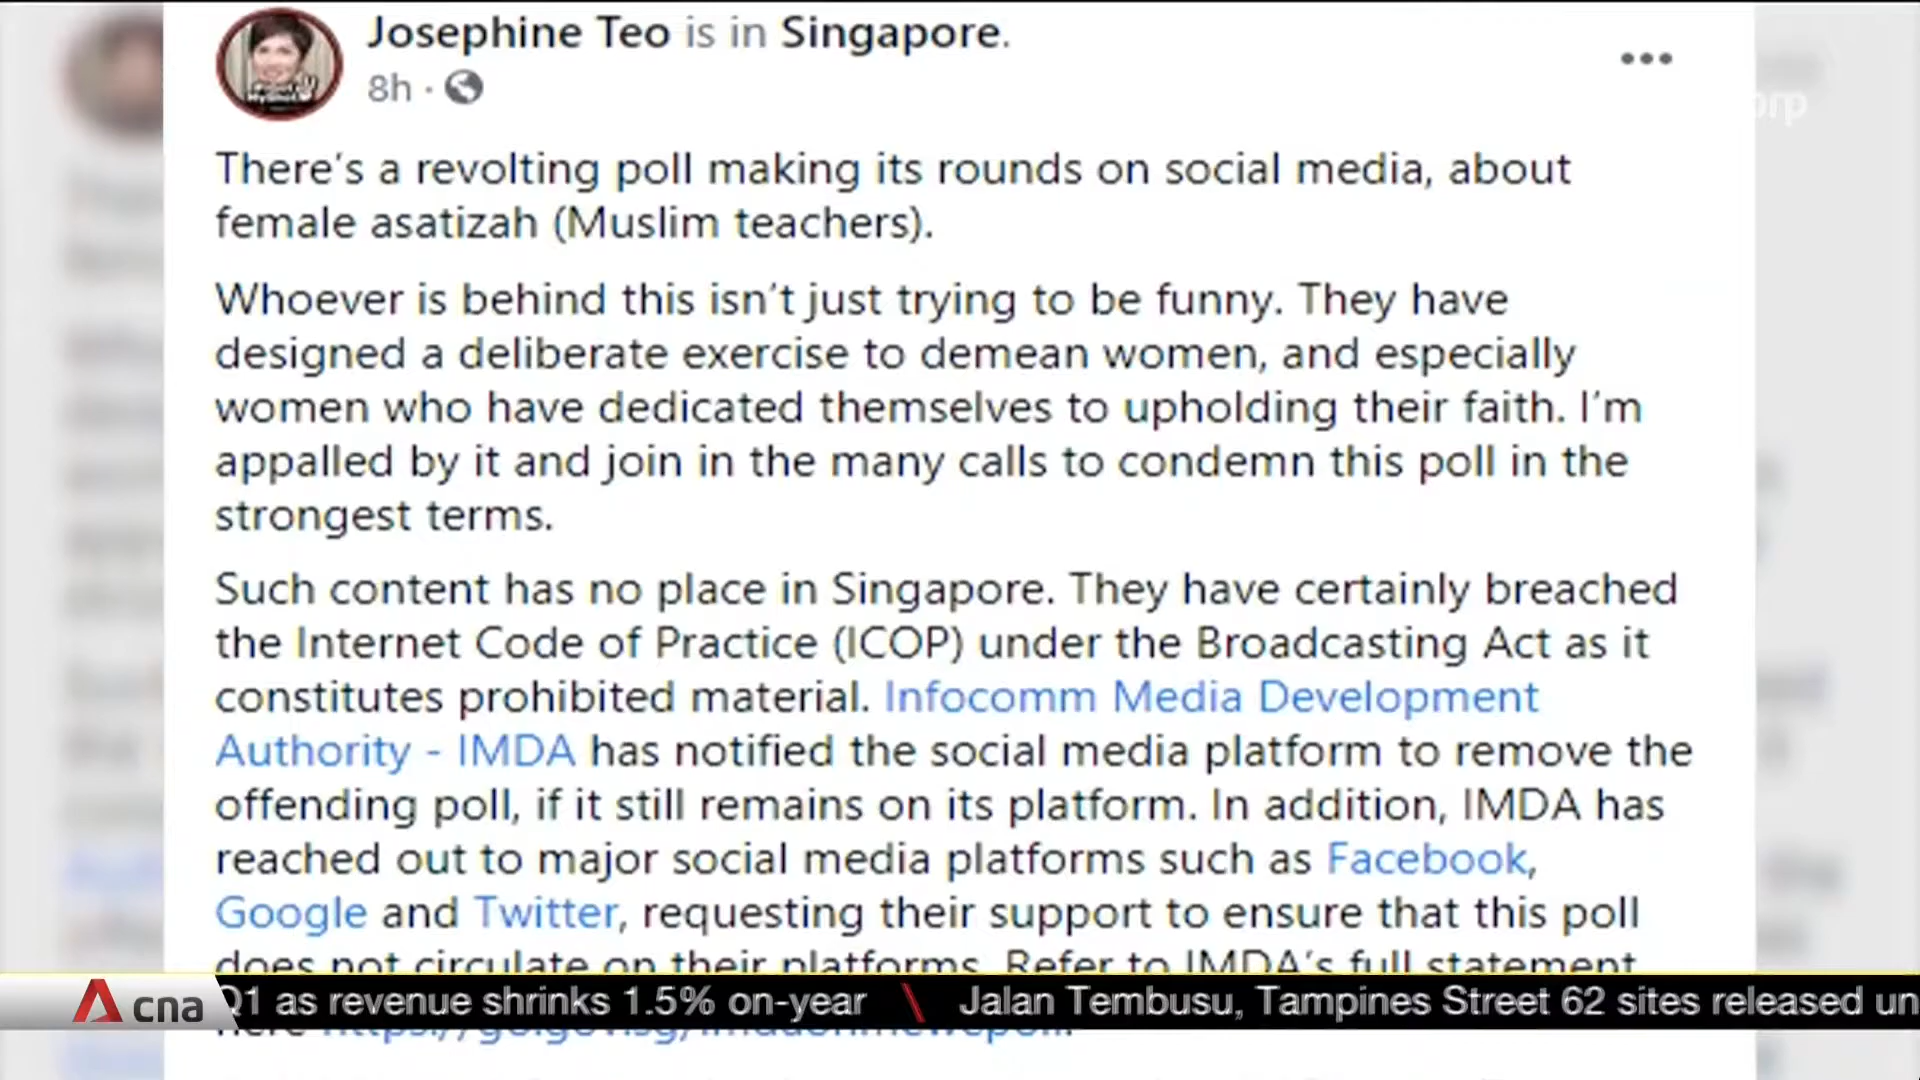 Josephine Teo is in Singapore.
8h ·
orp
There's a revolting poll making its rounds on social media, about
female asatizah (Muslim teachers).
Whoever is behind this isn't just trying to be funny. They have
designed a deliberate exercise to demean women, and especially
women who have dedicated themselves to upholding their faith. I'm
appalled by it and join in the many calls to condemn this poll in the
strongest terms.
Such content has no place in Singapore. They have certainly breached
the Internet Code of Practice (ICOP) under the Broadcasting Act as it
constitutes prohibited material. Infocomm Media Development
Authority - IMDA has notified the social media platform to remove the
offending poll, if it still remains on its platform. In addition, IMDA has
reached out to major social media platforms such as Facebook,
Google and Twitter, requesting their support to ensure that this poll
does not circulate on their platforms. Refer to IMDA's full statement
cna
Q1 as revenue shrinks 1.5% on-year \ Jalan Tembusu, Tampines Street 62 sites released un
here